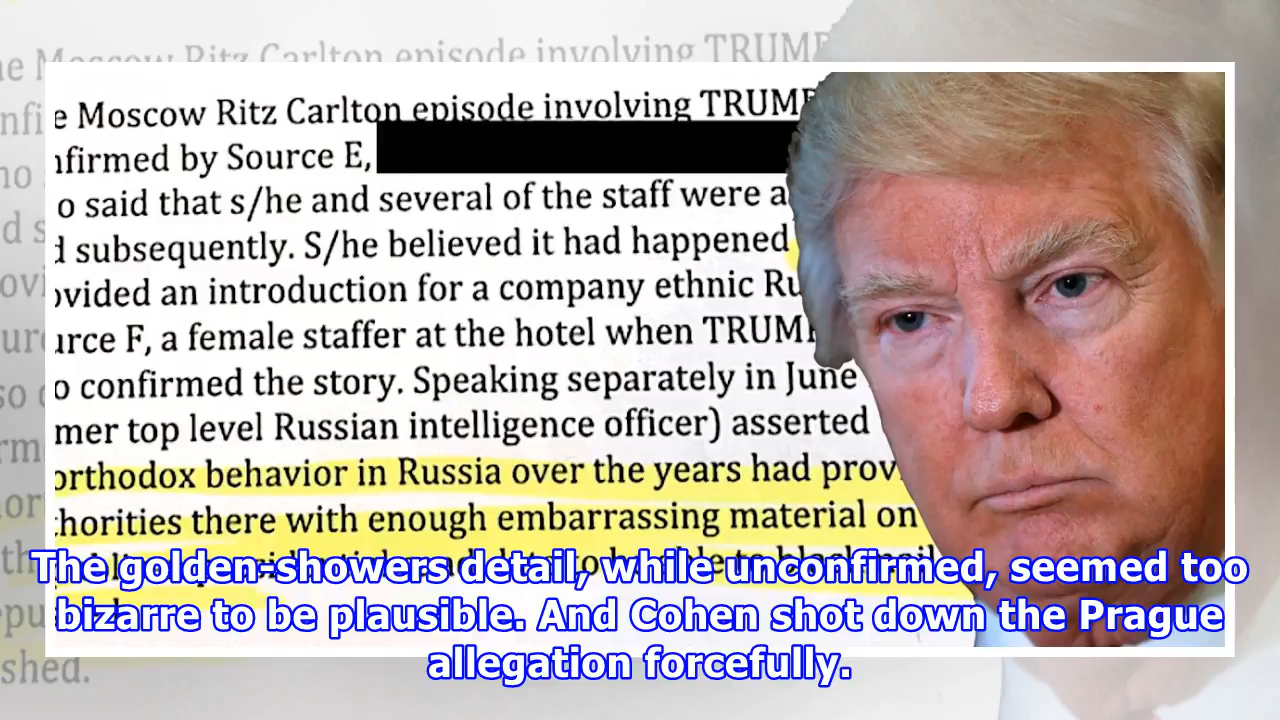 e Moscow Ritz Carlton episode involving TRUMP
nfirmed by Source E,
o said that s/he and several of the staff were a
d subsequently. S/he believed it had happened
ovided an introduction for a company ethnic Ru
urce F, a female staffer at the hotel when TRUMP
o confirmed the story. Speaking separately in June
mer top level Russian intelligence officer) asserted
orthodox behavior in Russia over the years had provi
thorities there with enough embarrassing material on
The golden-showers detail, while unconfirmed, seemed too
bizarre to be plausible. And Cohen shot down the Prague
allegation forcefully.
shed.